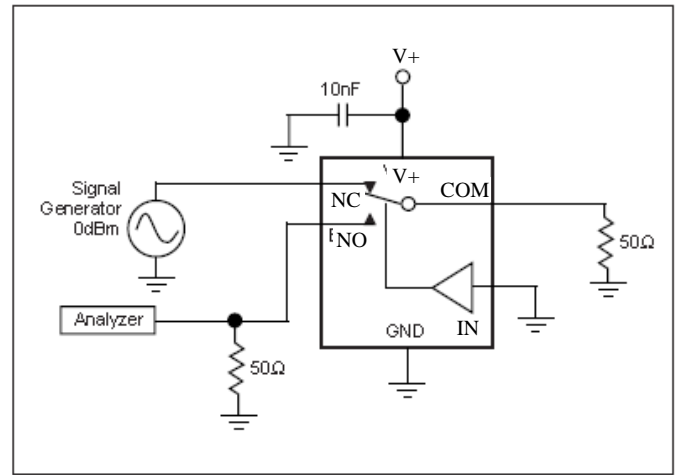 V+
10nF
V+
Signal
Generator
0dBm
NC
COM
NO
50Ω
Analyzer
GND
IN
50Ω